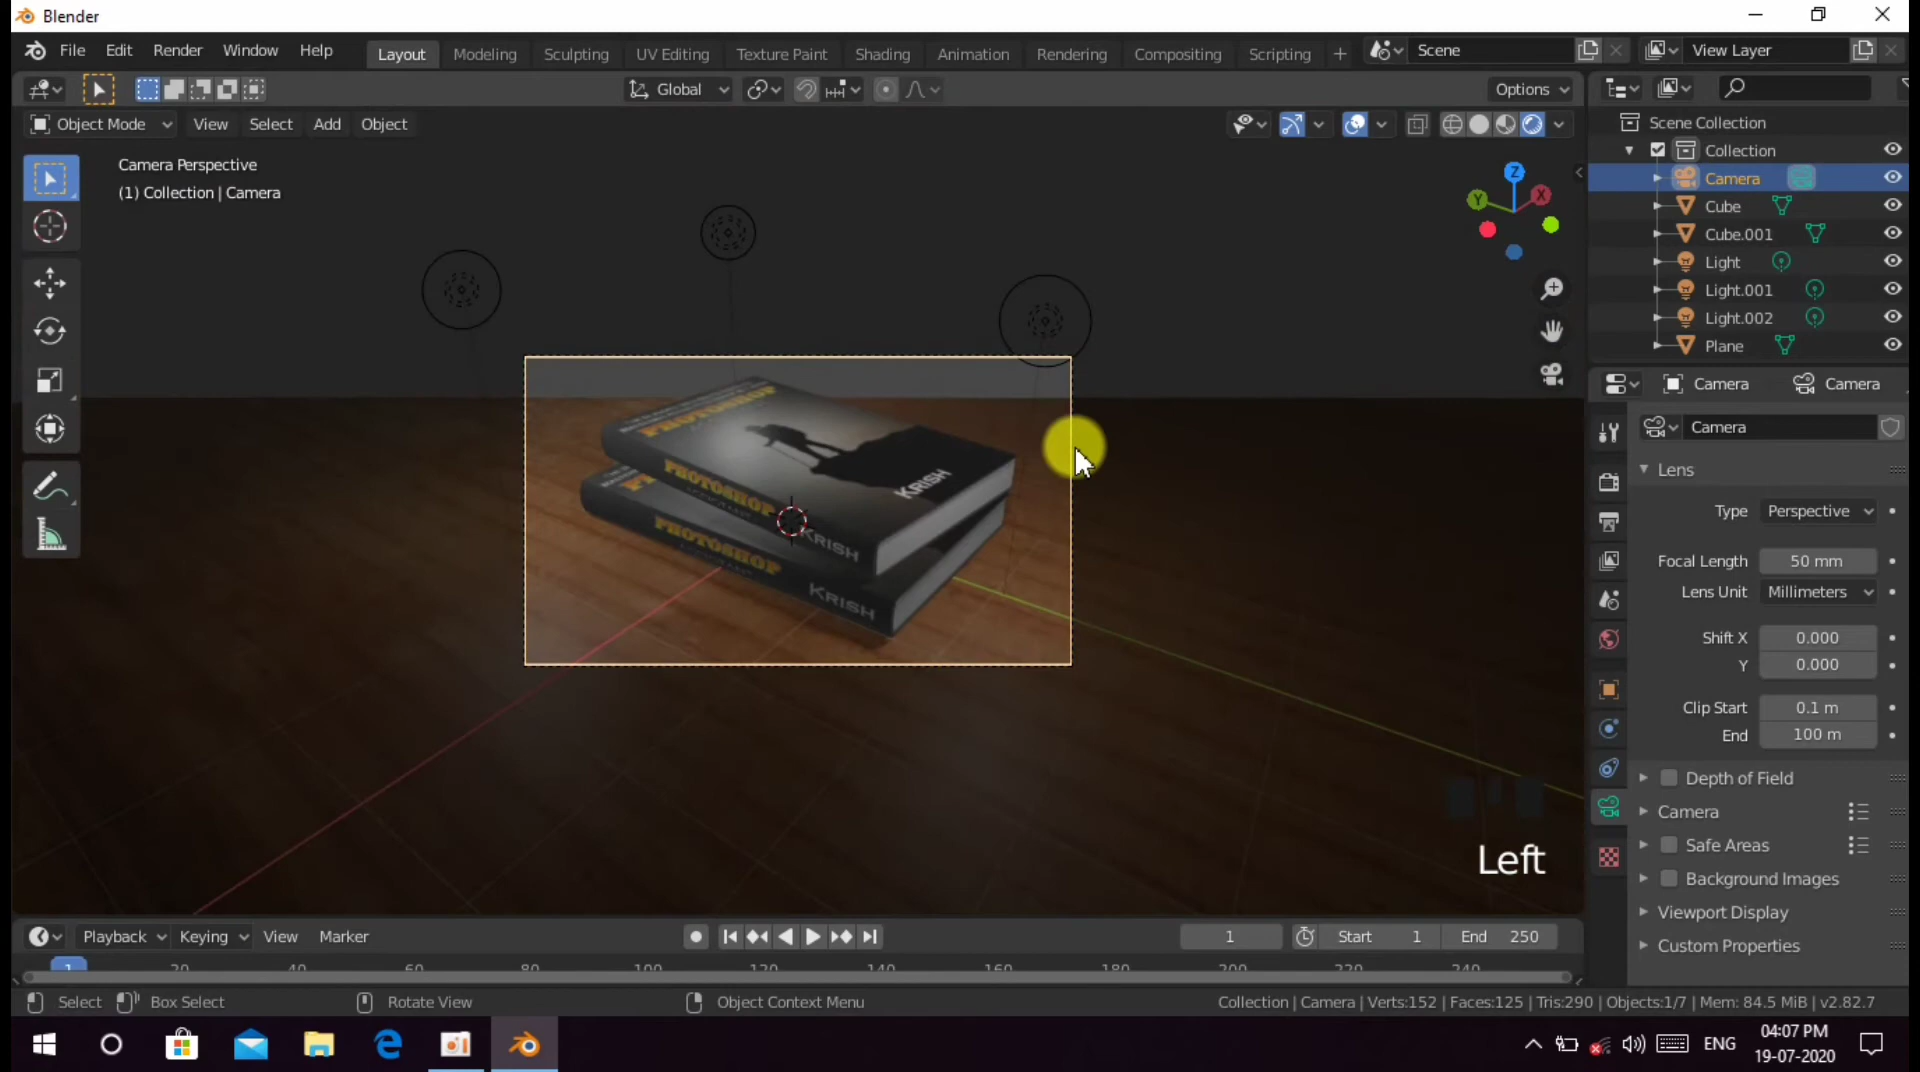 Blender
File Edit Render Window Help Layout Modeling Sculpting UV Editing Texture Paint Shading Animation Rendering Compositing Scripting + Scene View Layer
Global Options
Object Mode View Select Add Object
Scene Collection
Collection
Camera
Cube
Cube.001
Light
Light.001
Light.002
Plane
Camera Perspective
(1) Collection | Camera
Z
Y
X
PHOTOSHOP
KRISH
PHOTOSHOP
KRISH
PHOTOSHOP
KRISH
Camera Camera
Camera
Lens
Type Perspective
Focal Length 50 mm
Lens Unit Millimeters
Shift X 0.000
Y 0.000
Clip Start 0.1 m
End 100 m
Depth of Field
Camera
Safe Areas
Background Images
Viewport Display
Custom Properties
Left
Playback Keying View Marker 1 Start 1 End 250
1 20 40 60 80 100 120 140 160 180 200 220 240
Select Box Select Rotate View Object Context Menu Collection | Camera | Verts:152 | Faces:125 | Tris:290 | Objects:1/7 | Mem: 84.5 MiB | v2.82.7
ENG
04:07 PM
19-07-2020